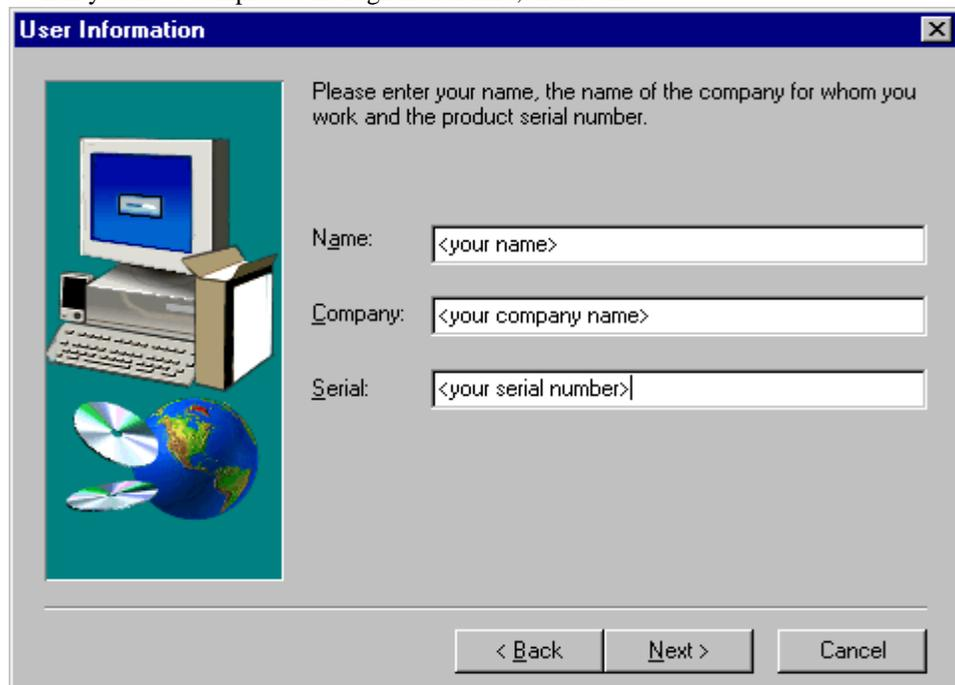 User Information
Please enter your name, the name of the company for whom you
work and the product serial number.
Name: <your name>
Company: <your company name>
Serial: <your serial number>
< Back Next > Cancel